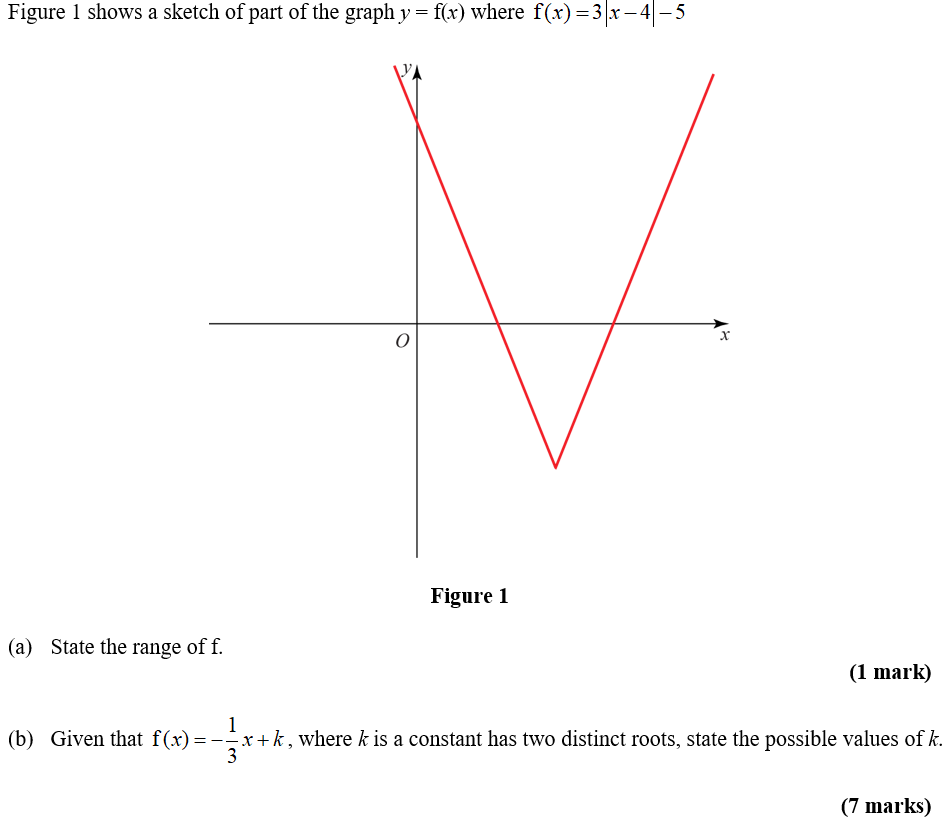 Figure 1 shows a sketch of part of the graph y = f(x) where f(x) = 3|x – 4| – 5
y
O
x
Figure 1
(a) State the range of f.
(1 mark)
(b) Given that f(x) = –\frac{1}{3}x + k, where k is a constant has two distinct roots, state the possible values of k.
(7 marks)